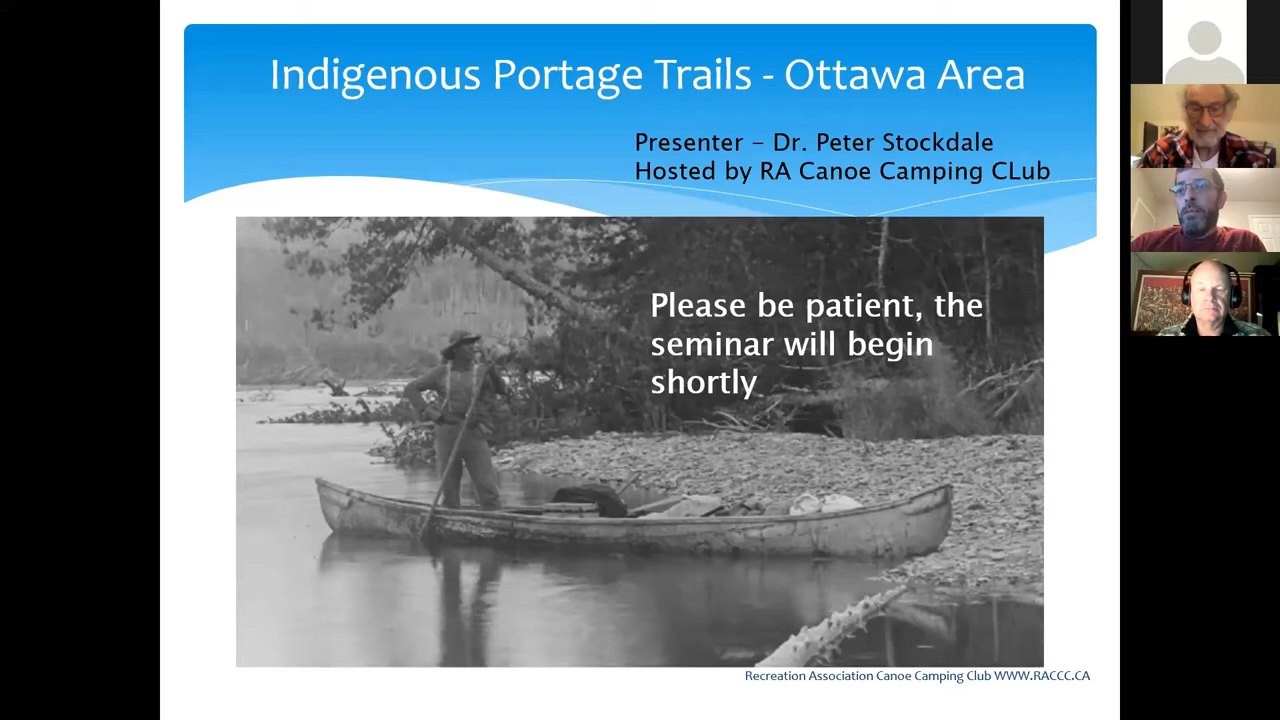 Indigenous Portage Trails - Ottawa Area
Presenter – Dr. Peter Stockdale
Hosted by RA Canoe Camping CLub
Please be patient, the
seminar will begin
shortly
Recreation Association Canoe Camping Club WWW.RACCC.CA